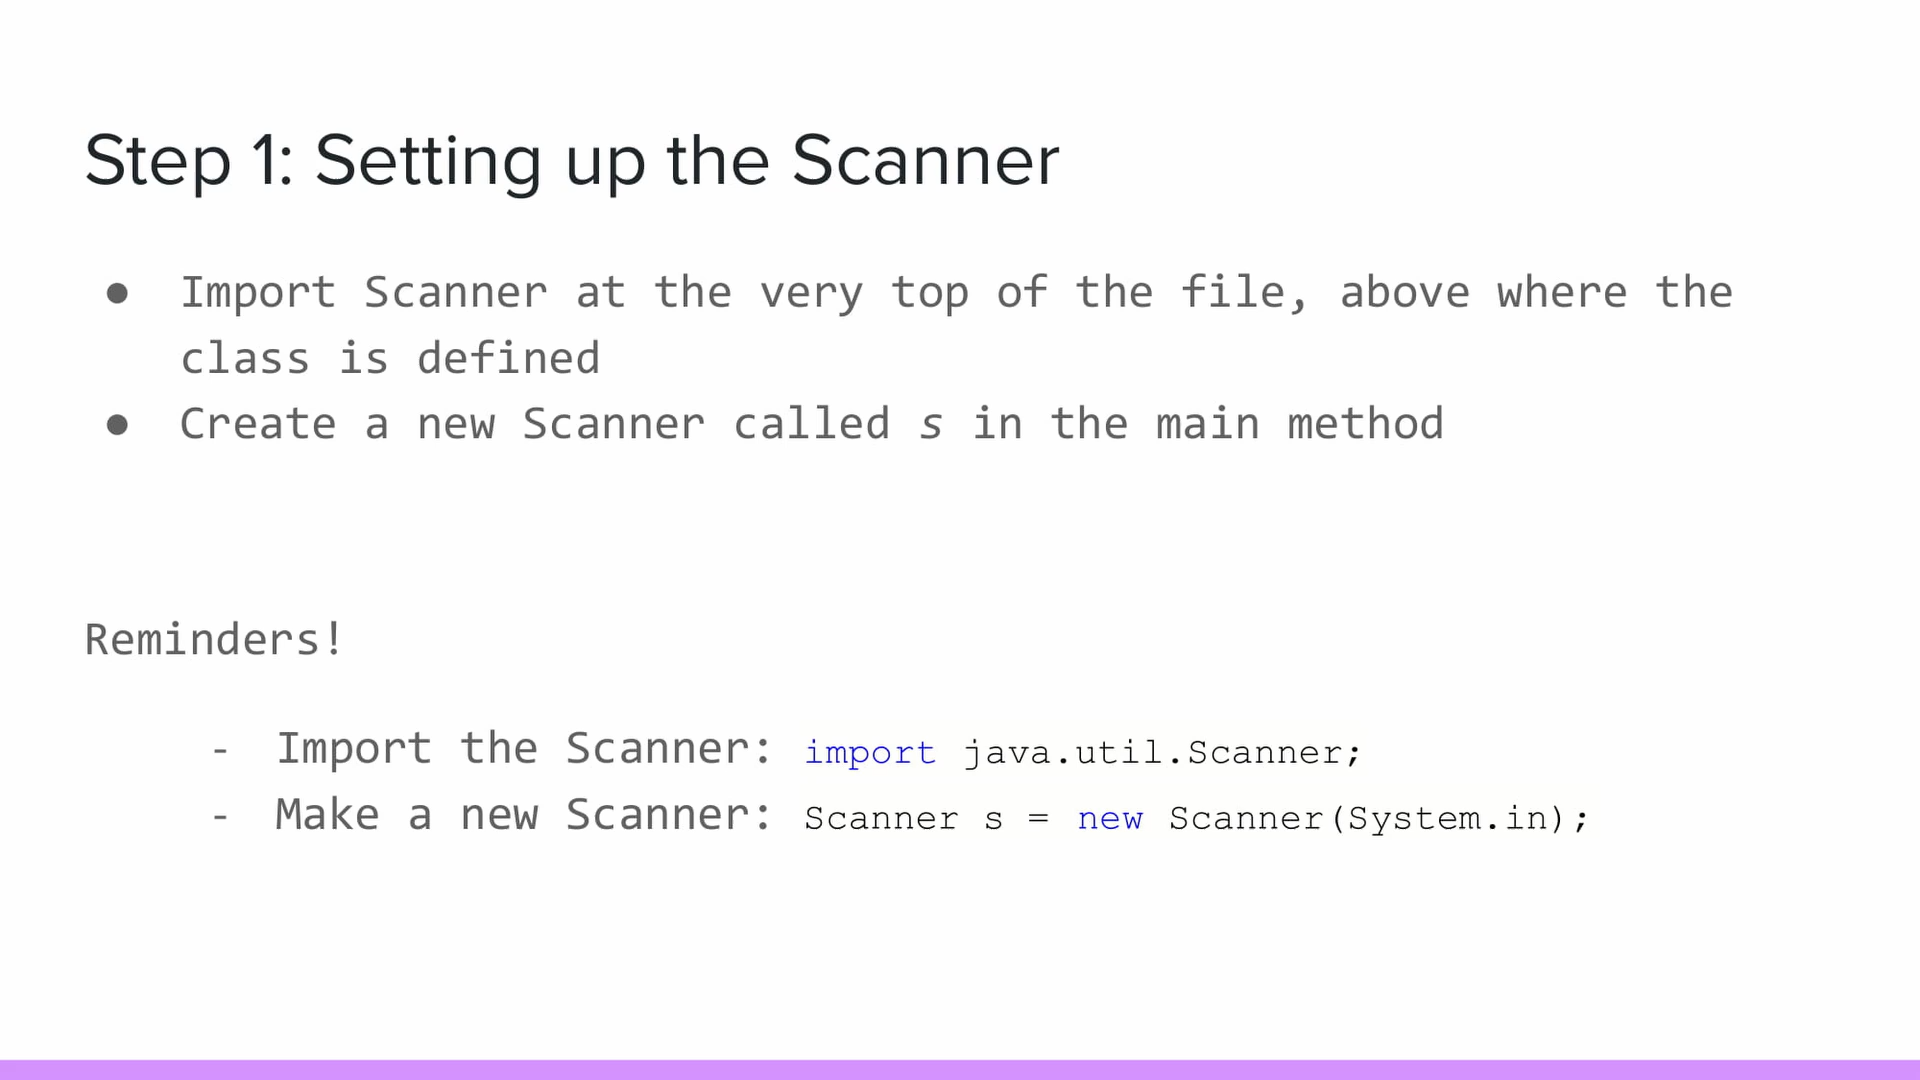 Step 1: Setting up the Scanner
● Import Scanner at the very top of the file, above where the
class is defined
● Create a new Scanner called s in the main method
Reminders!
- Import the Scanner: import java.util.Scanner;
- Make a new Scanner: Scanner s = new Scanner(System.in);